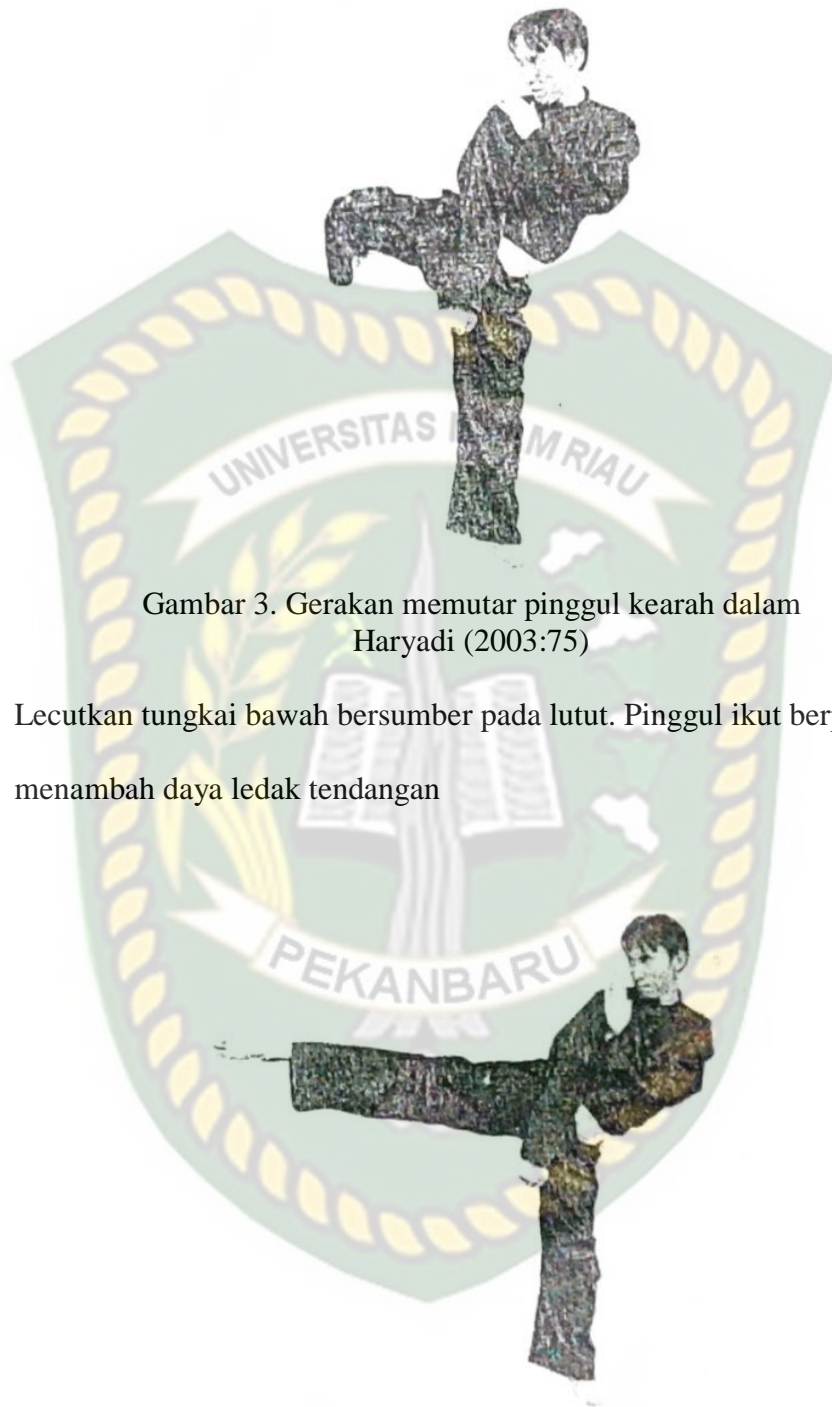 UNIVERSITAS
RIAU
Gambar 3. Gerakan memutar pinggul kearah dalam
Haryadi (2003:75)
Lecutkan tungkai bawah bersumber pada lutut. Pinggul ikut
menambah daya ledak tendangan
PEKANBARU